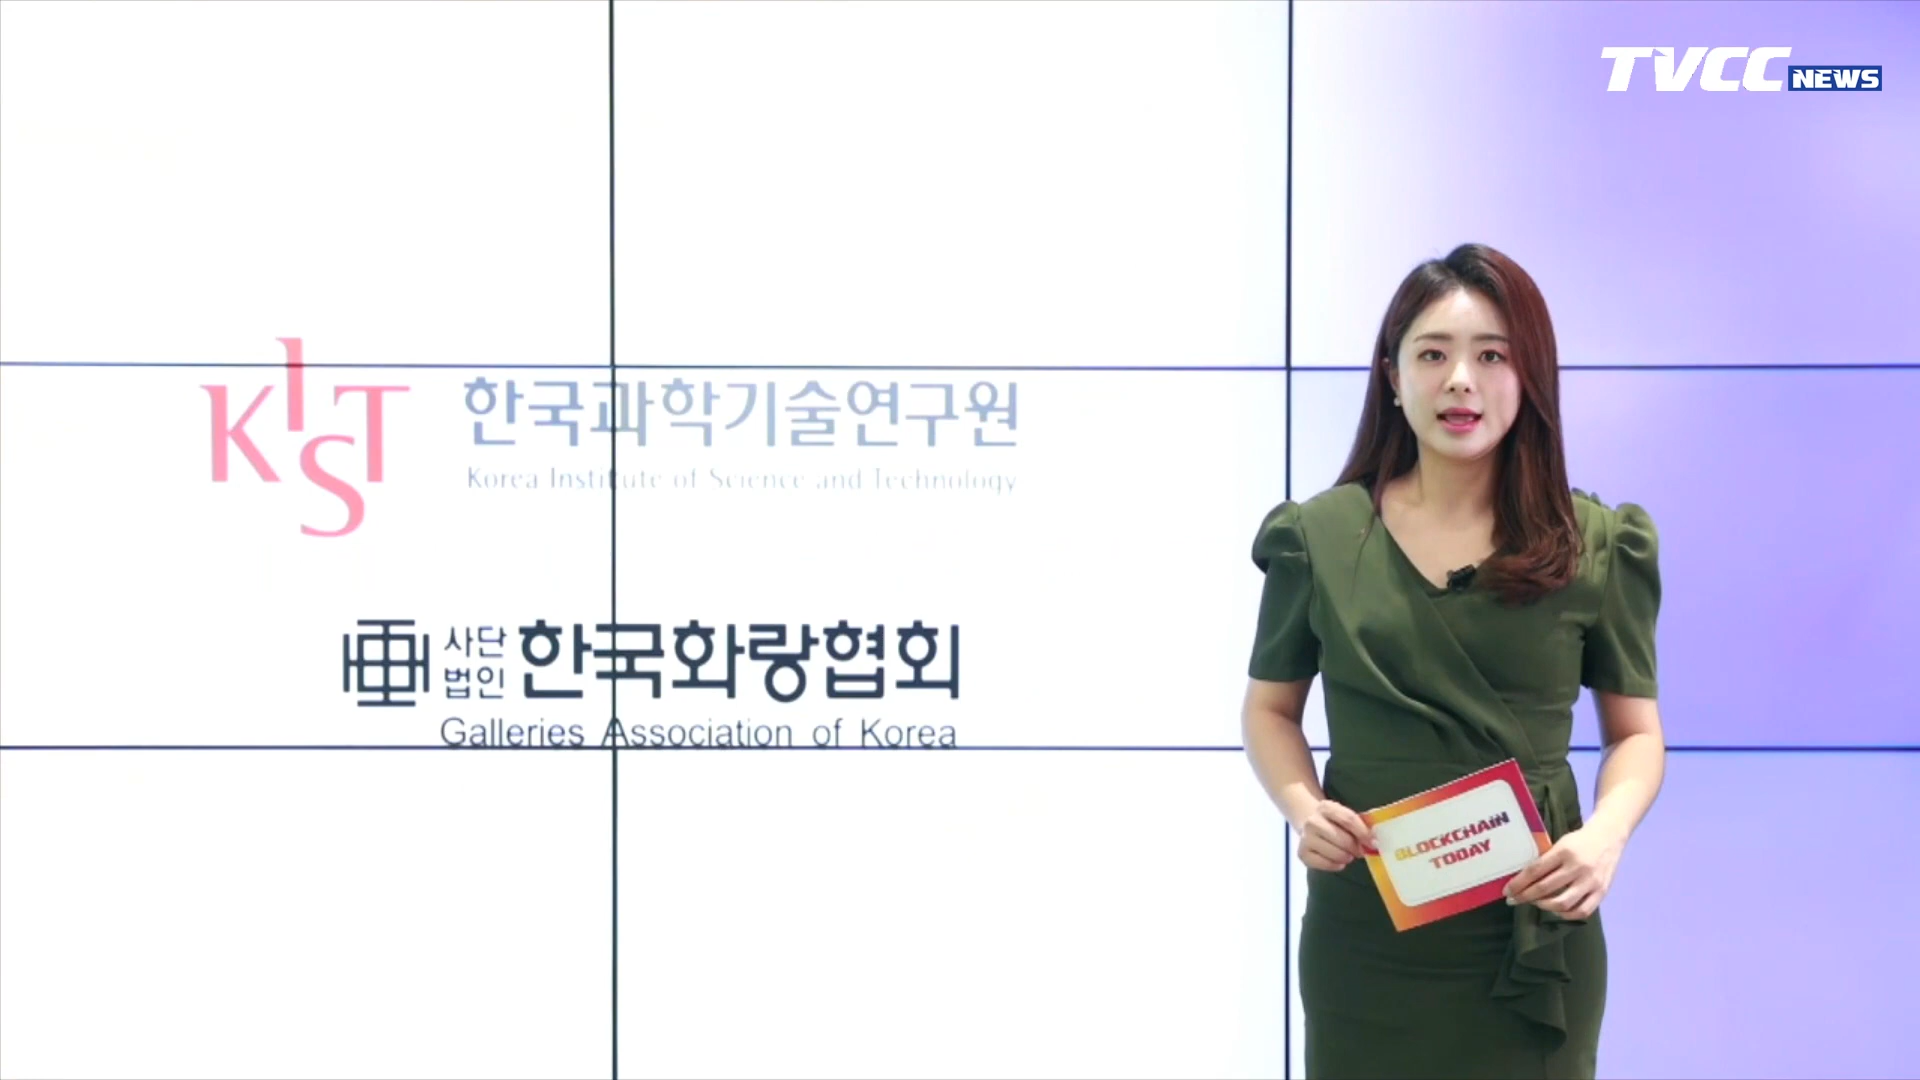 TVCC NEWS
KIST
한국과학기술연구원
Korea Institute of Science and Technology
사단
법인
한국화랑협회
Galleries Association of Korea
BLOCKCHAIN
TODAY